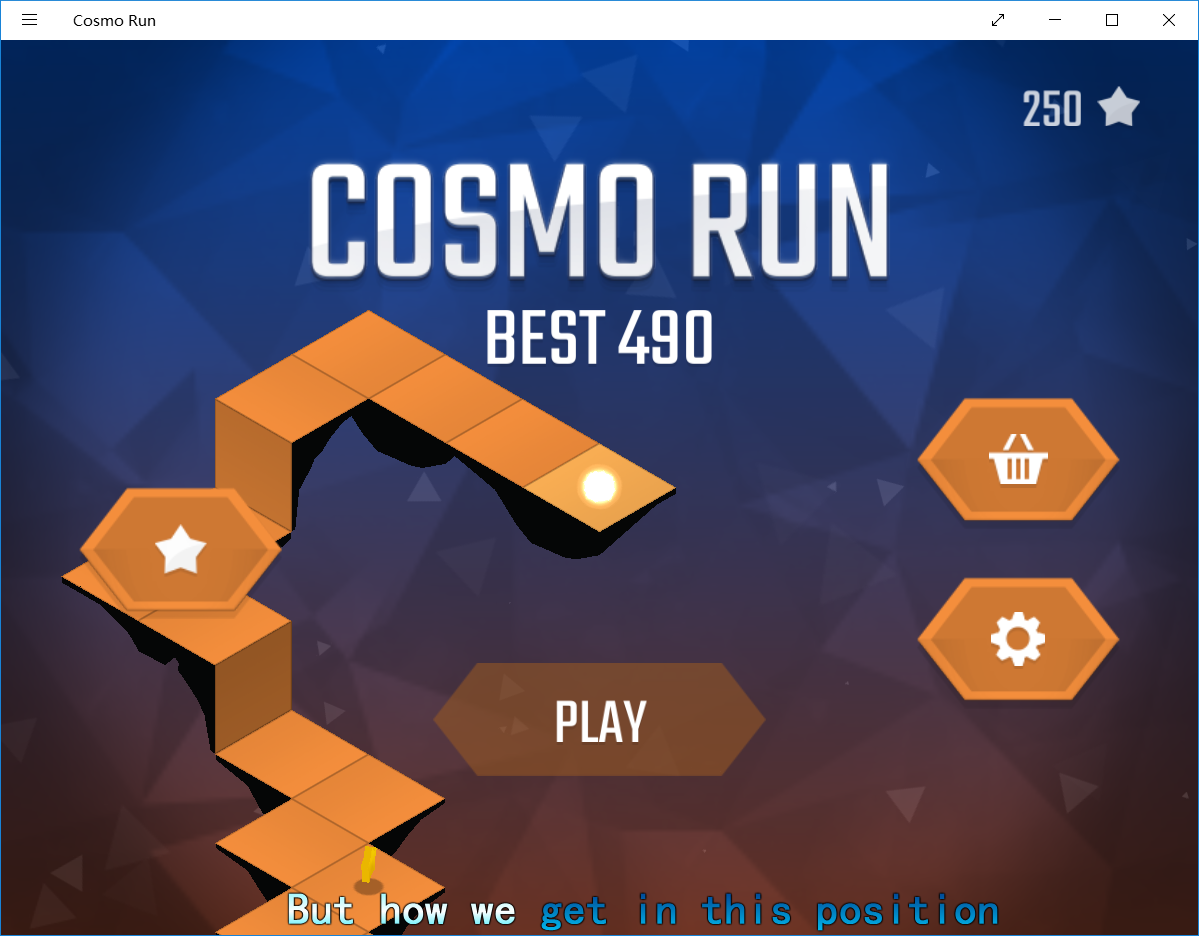 Cosmo Run
250
COSMO RUN
BEST 490
PLAY
But how we get in this position